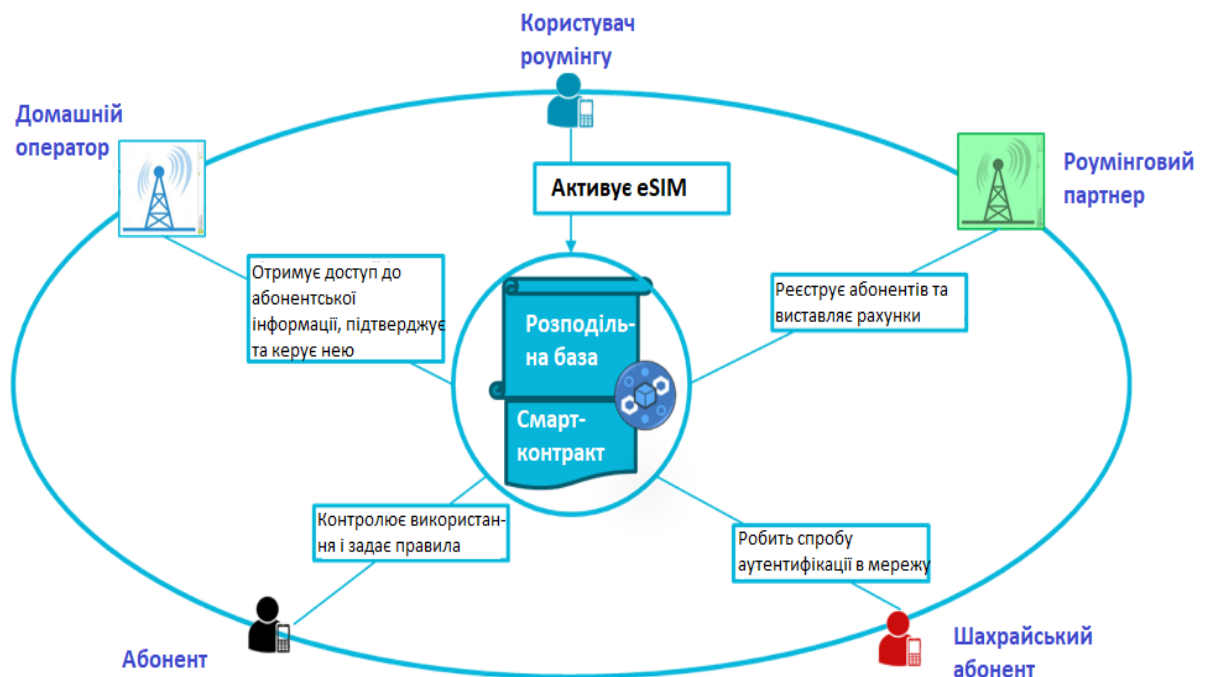 Користувач
роумінгу
Домашній
оператор
Роумінговий
партнер
Активує eSIM
Отримує доступ до
абонентської
інформації, підтверджує
та керує нею
Реєструє абонентів та
виставляє рахунки
Розподіль-
на база
Смарт-
контракт
Контролює використан-
ня і задає правила
Робить спробу
аутентифікації в мережу
Абонент
Шахрайський
абонент